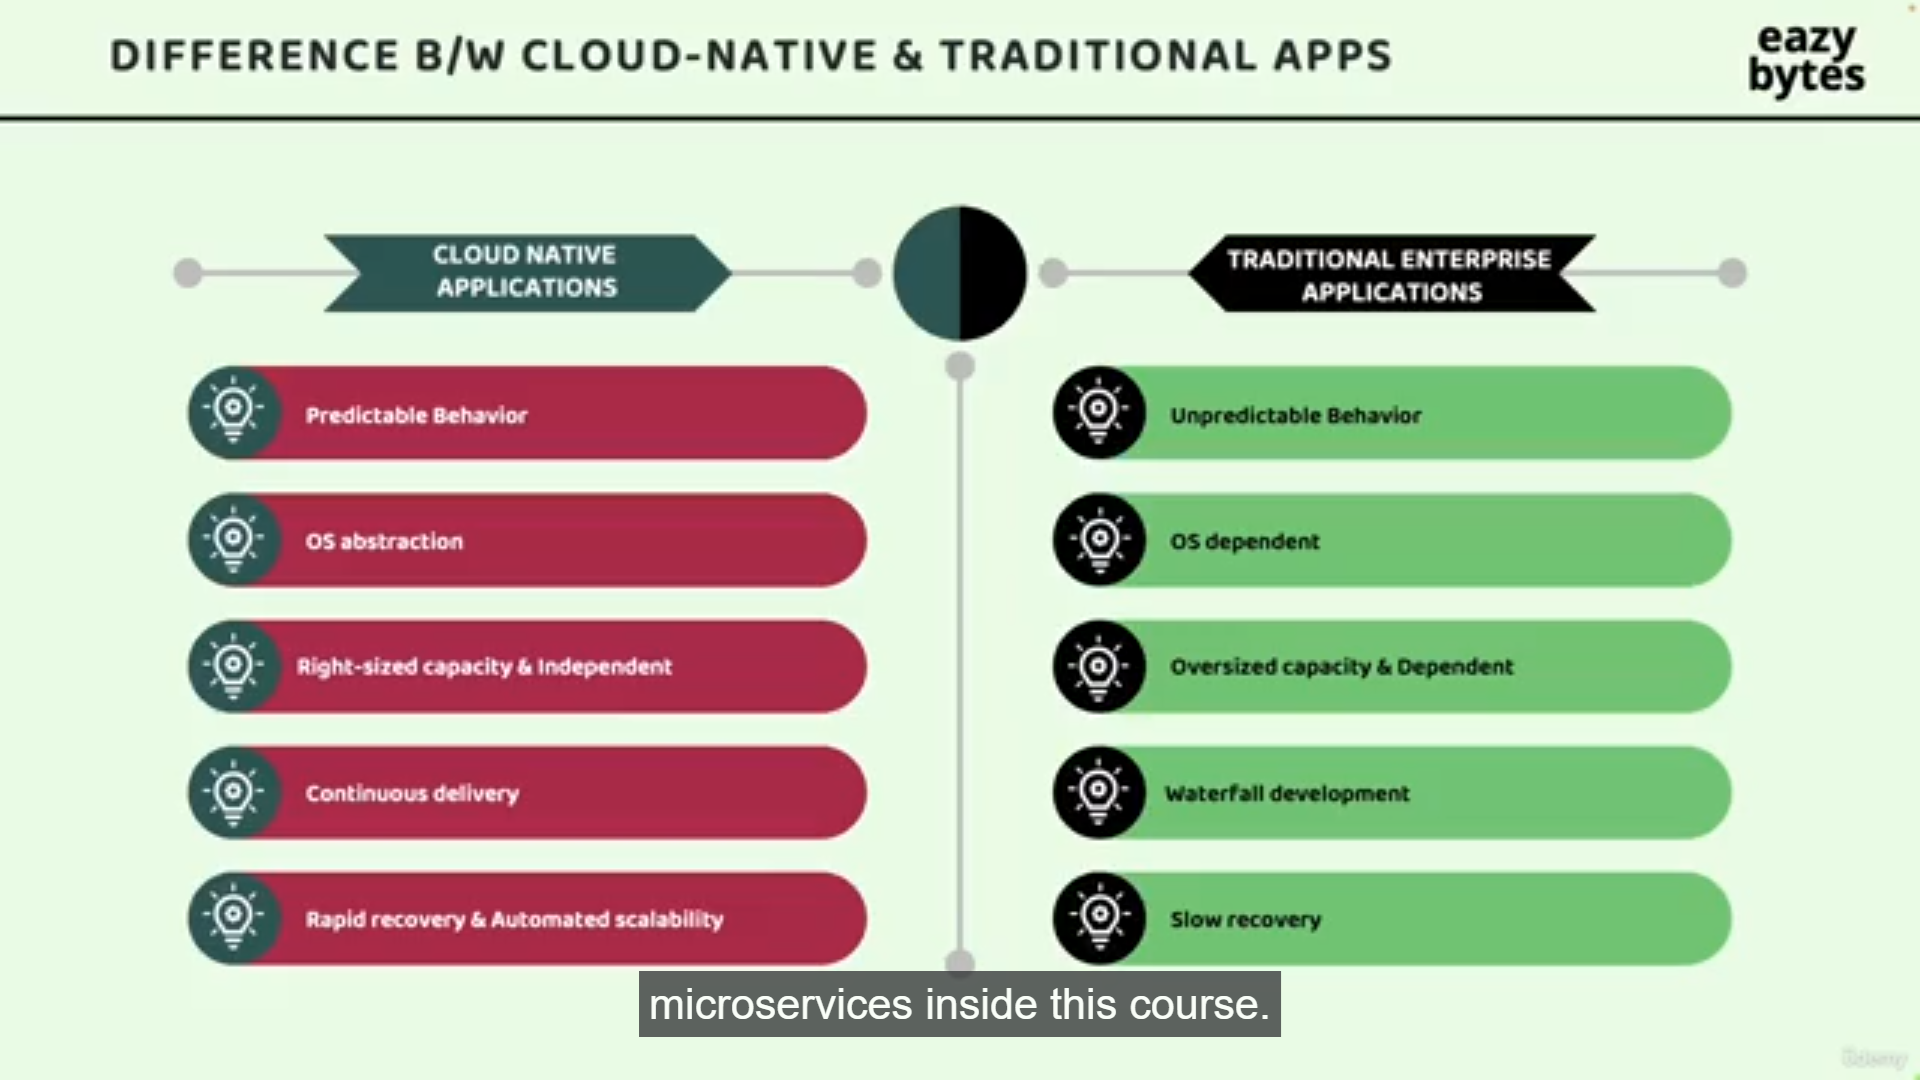 DIFFERENCE B/W CLOUD-NATIVE & TRADITIONAL APPS
eazy
bytes
CLOUD NATIVE
APPLICATIONS
TRADITIONAL ENTERPRISE
APPLICATIONS
Predictable Behavior
Unpredictable Behavior
OS abstraction
OS dependent
Right-sized capacity & Independent
Oversized capacity & Dependent
Continuous delivery
Waterfall development
Rapid recovery & Automated scalability
Slow recovery
microservices inside this course.
Udemy